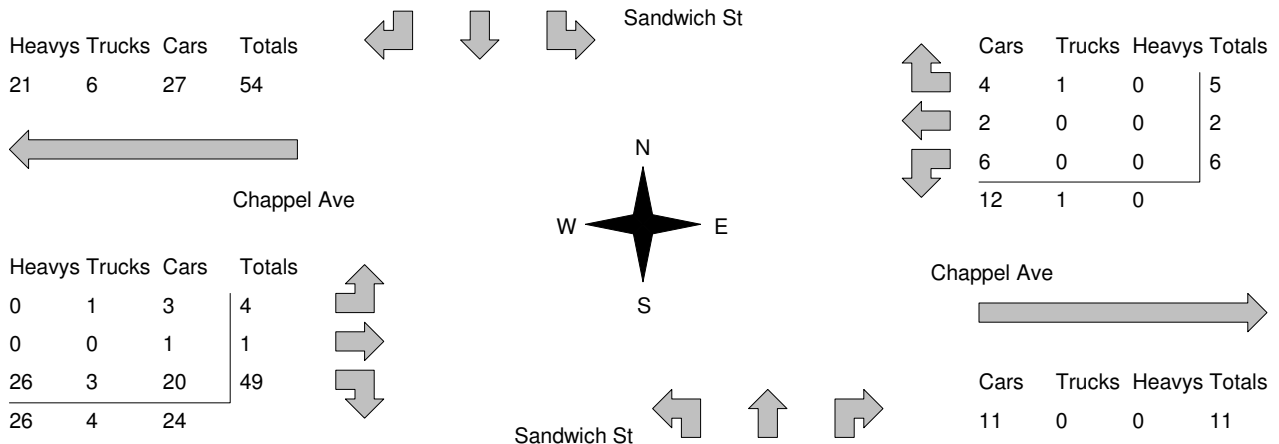 Sandwich St
Heavys Trucks Cars Totals
21 6 27 54
Cars Trucks Heavys Totals
4 1 0 5
2 0 0 2
6 0 0 6
12 1 0
Chappel Ave
N
W E
S
Heavys Trucks Cars Totals
0 1 3 4
0 0 1 1
26 3 20 49
26 4 24
Chappel Ave
Cars Trucks Heavys Totals
11 0 0 11
Sandwich St